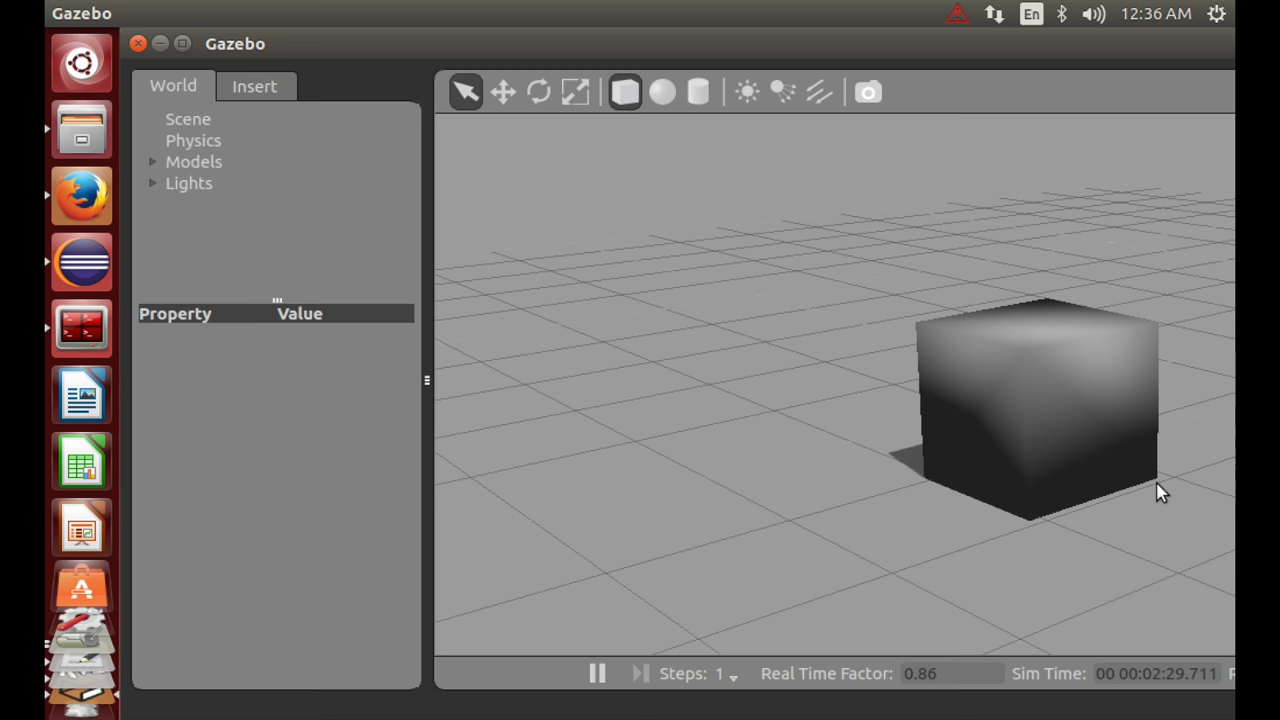 Gazebo
En
12:36 AM
Gazebo
World
Insert
Scene
Physics
Models
Lights
Property Value
Steps: 1
Real Time Factor: 0.86
Sim Time: 00 00:02:29.711